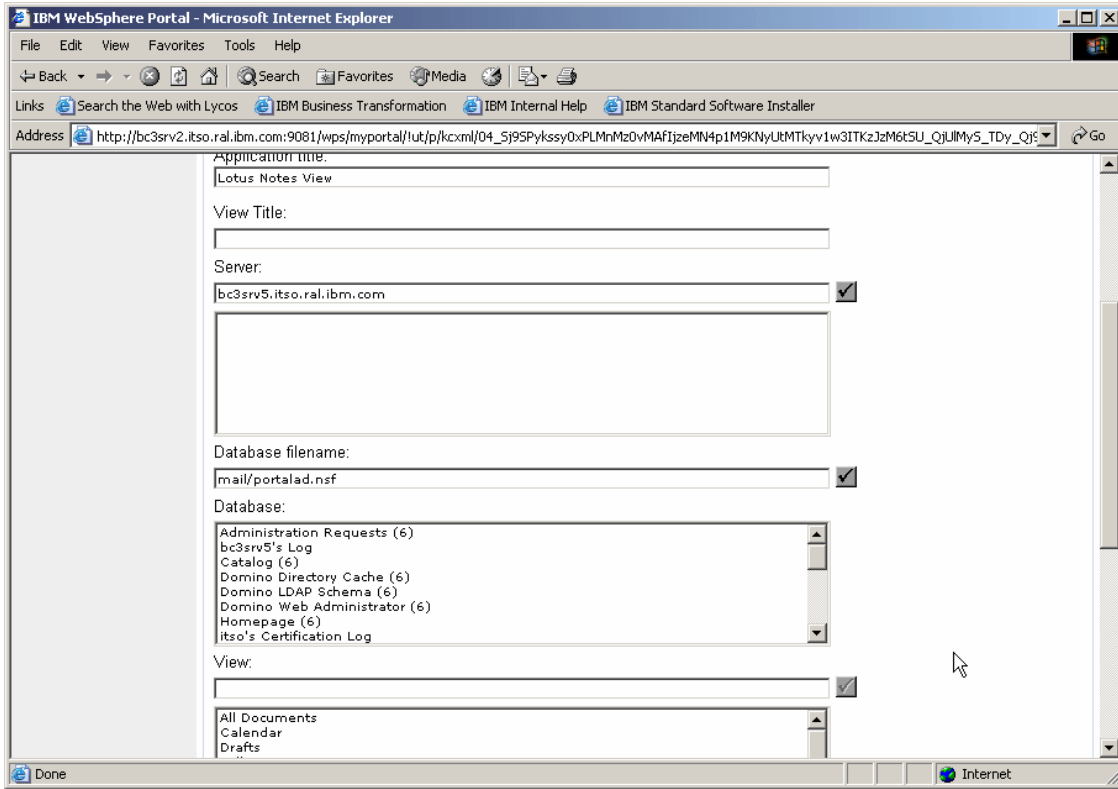 IBM WebSphere Portal - Microsoft Internet Explorer
File Edit View Favorites Tools Help
Back Search Favorites Media
Links Search the Web with Lycos IBM Business Transformation IBM Internal Help IBM Standard Software Installer
Address http://bc3srv2.itso.ral.ibm.com:9081/wps/myportal/!ut/p/kcxml/04_Sj9SPykssy0xPLMnMz0vMAfIjzeMN4p1M9KNyUtMTkyv1w3ITKzJzM6tSU_QjUlMyS_TDy_Qj Go
Application title:
Lotus Notes View
View Title:
Server:
bc3srv5.itso.ral.ibm.com
Database filename:
mail/portalad.nsf
Database:
Administration Requests (6)
bc3srv5's Log
Catalog (6)
Domino Directory Cache (6)
Domino LDAP Schema (6)
Domino Web Administrator (6)
Homepage (6)
itso's Certification Log
View:
All Documents
Calendar
Drafts
Done Internet